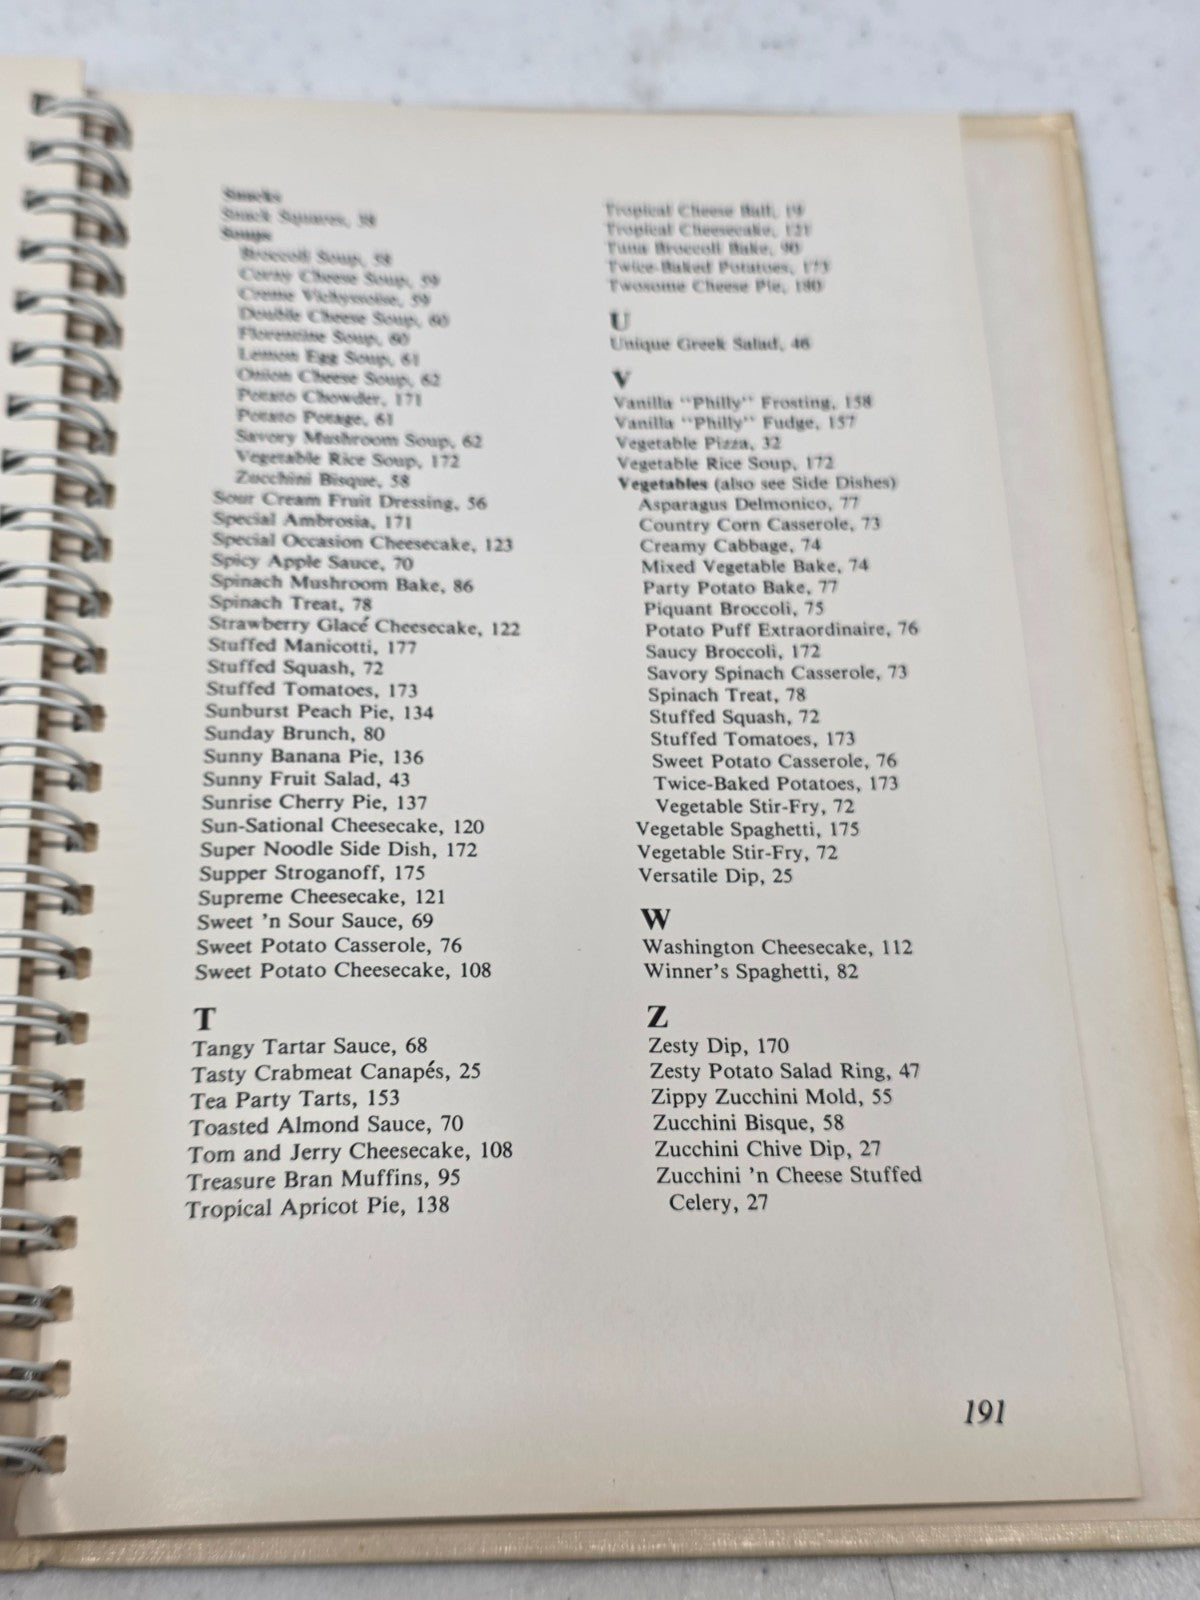 Snacks
Snack Squares, 38
Soups
Broccoli Soup, 58
Corny Cheese Soup, 59
Creme Vichyssoise, 59
Double Cheese Soup, 60
Florentine Soup, 60
Lemon Egg Soup, 61
Onion Cheese Soup, 62
Potato Chowder, 171
Potato Potage, 61
Savory Mushroom Soup, 62
Vegetable Rice Soup, 172
Zucchini Bisque, 58
Sour Cream Fruit Dressing, 56
Special Ambrosia, 171
Special Occasion Cheesecake, 123
Spicy Apple Sauce, 70
Spinach Mushroom Bake, 86
Spinach Treat, 78
Strawberry Glacé Cheesecake, 122
Stuffed Manicotti, 177
Stuffed Squash, 72
Stuffed Tomatoes, 173
Sunburst Peach Pie, 134
Sunday Brunch, 80
Sunny Banana Pie, 136
Sunny Fruit Salad, 43
Sunrise Cherry Pie, 137
Sun-Sational Cheesecake, 120
Super Noodle Side Dish, 172
Supper Stroganoff, 175
Supreme Cheesecake, 121
Sweet 'n Sour Sauce, 69
Sweet Potato Casserole, 76
Sweet Potato Cheesecake, 108
T
Tangy Tartar Sauce, 68
Tasty Crabmeat Canapés, 25
Tea Party Tarts, 153
Toasted Almond Sauce, 70
Tom and Jerry Cheesecake, 108
Treasure Bran Muffins, 95
Tropical Apricot Pie, 138
Tropical Cheese Ball, 19
Tropical Cheesecake, 121
Tuna Broccoli Bake, 90
Twice-Baked Potatoes, 173
Twosome Cheese Pie, 180
U
Unique Greek Salad, 46
V
Vanilla "Philly" Frosting, 158
Vanilla "Philly" Fudge, 157
Vegetable Pizza, 32
Vegetable Rice Soup, 172
Vegetables (also see Side Dishes)
Asparagus Delmonico, 77
Country Corn Casserole, 73
Creamy Cabbage, 74
Mixed Vegetable Bake, 74
Party Potato Bake, 77
Piquant Broccoli, 75
Potato Puff Extraordinaire, 76
Saucy Broccoli, 172
Savory Spinach Casserole, 73
Spinach Treat, 78
Stuffed Squash, 72
Stuffed Tomatoes, 173
Sweet Potato Casserole, 76
Twice-Baked Potatoes, 173
Vegetable Stir-Fry, 72
Vegetable Spaghetti, 175
Vegetable Stir-Fry, 72
Versatile Dip, 25
W
Washington Cheesecake, 112
Winner's Spaghetti, 82
Z
Zesty Dip, 170
Zesty Potato Salad Ring, 47
Zippy Zucchini Mold, 55
Zucchini Bisque, 58
Zucchini Chive Dip, 27
Zucchini 'n Cheese Stuffed
Celery, 27
191